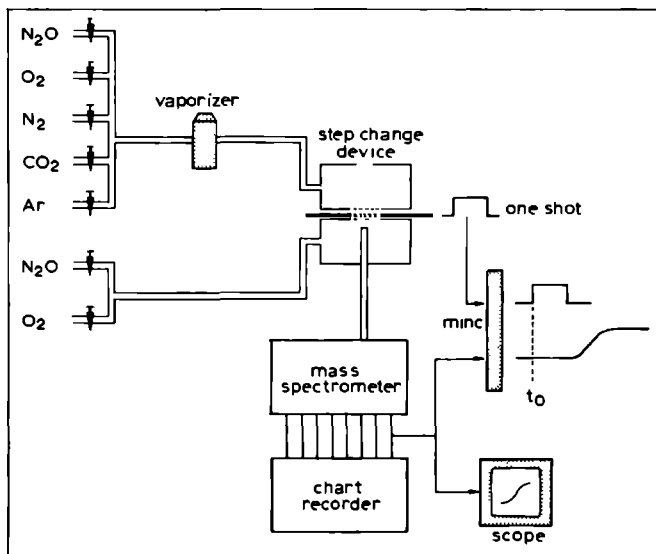 N₂O
O₂
N₂
CO₂
Ar
N₂O
O₂
vaporizer
step change
device
one shot
minc
t₀
mass
spectrometer
chart
recorder
scope